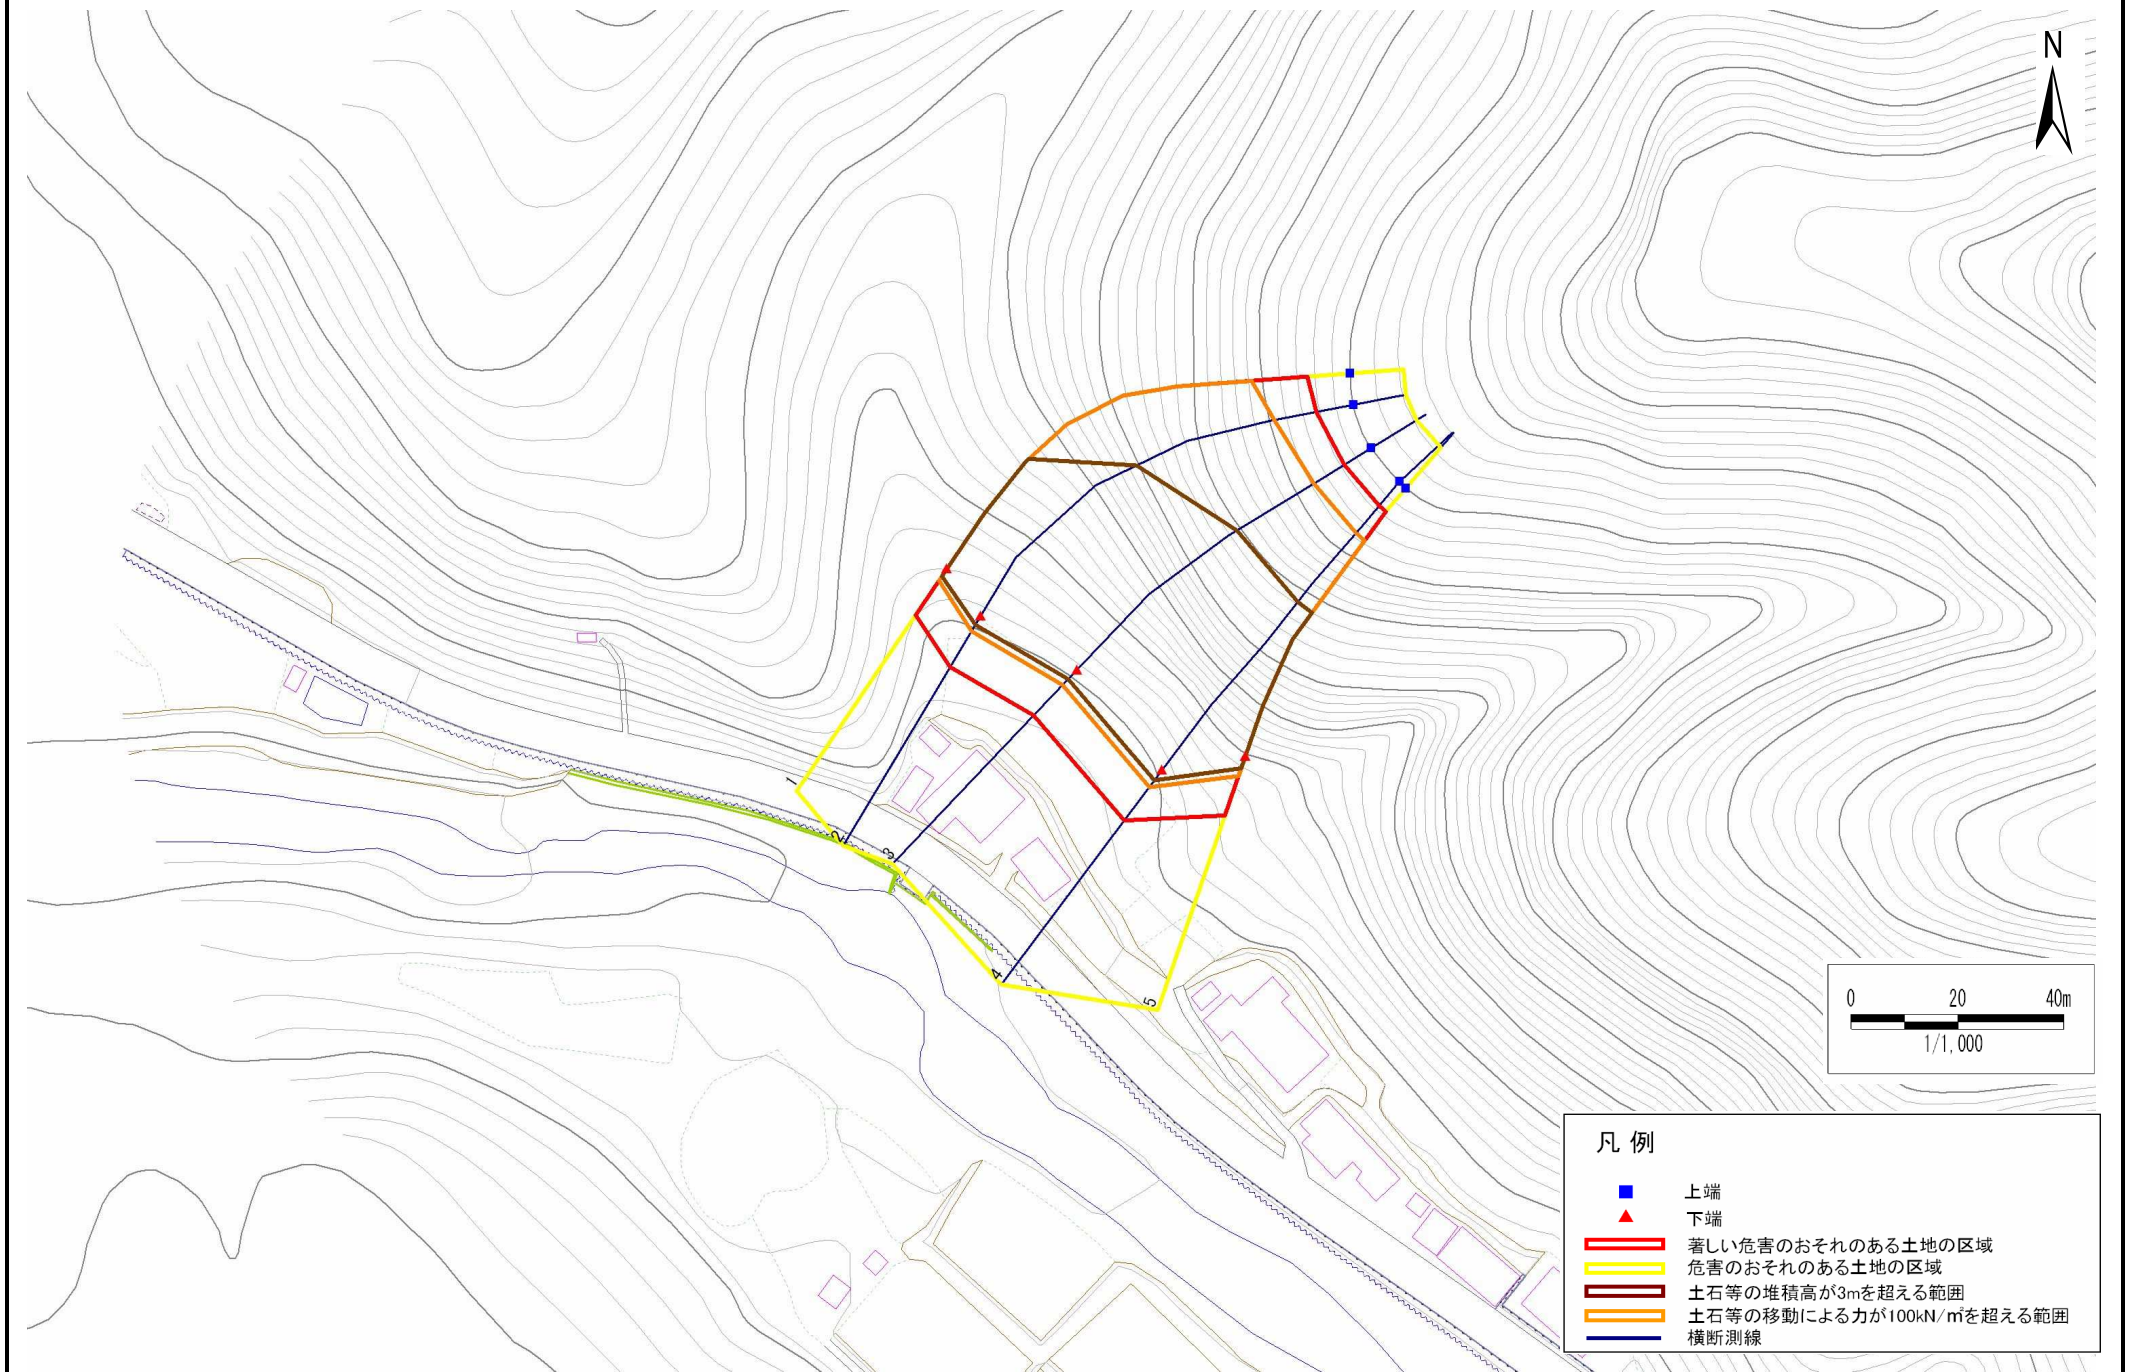 N
1
2
3
4
5
0 20 40m
1/1,000
凡 例
上端
下端
著しい危害のおそれのある土地の区域
危害のおそれのある土地の区域
土石等の堆積高が3mを超える範囲
土石等の移動による力が100kN/㎡を超える範囲
横断測線